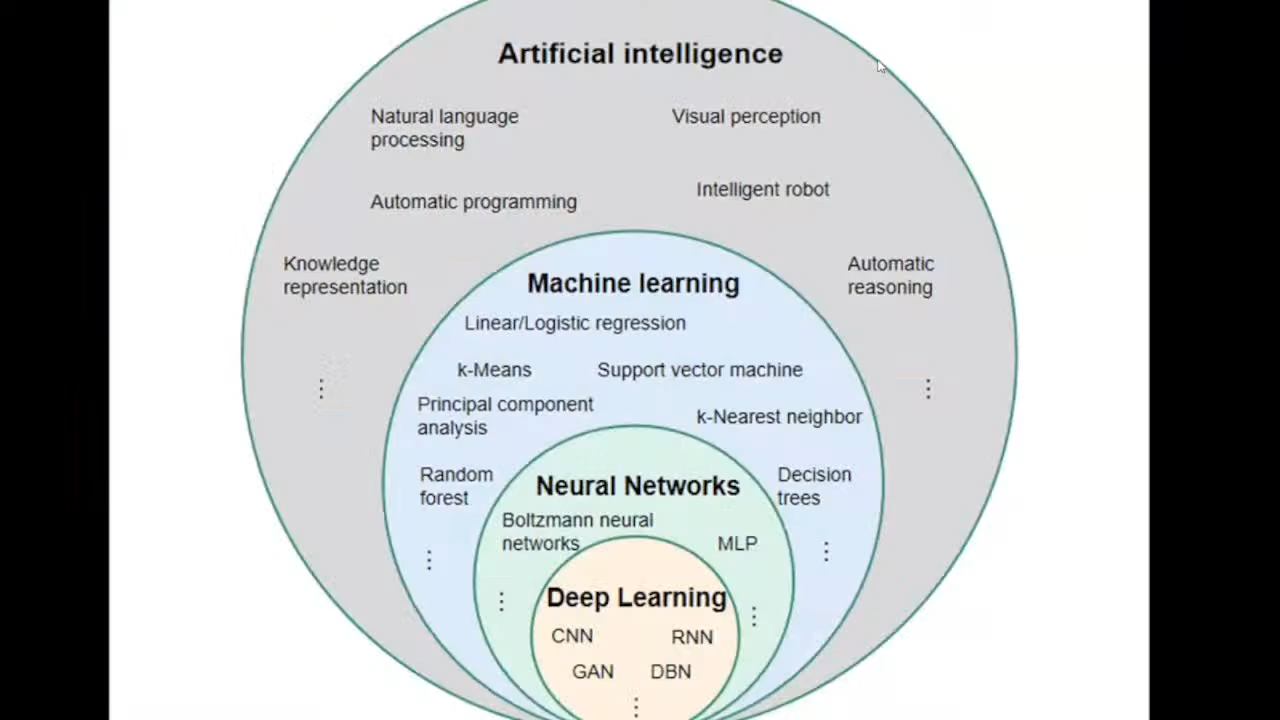 Artificial intelligence
Natural language
processing
Visual perception
Automatic programming
Intelligent robot
Knowledge
representation
Automatic
reasoning
Machine learning
Linear/Logistic regression
k-Means
Support vector machine
Principal component
analysis
k-Nearest neighbor
Random
forest
Decision
trees
Neural Networks
Boltzmann neural
networks
MLP
Deep Learning
CNN
RNN
GAN
DBN